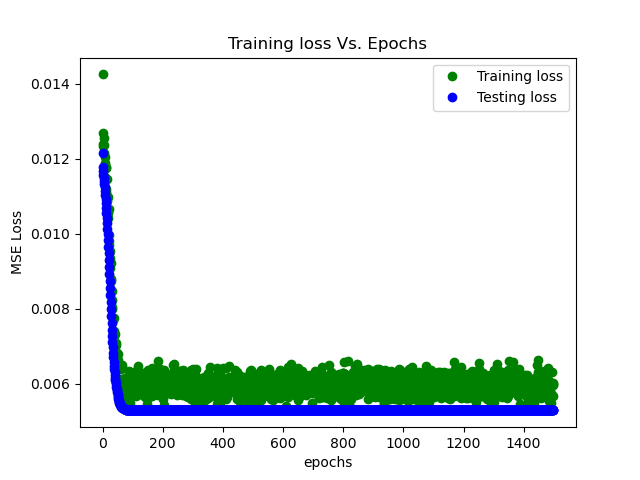 Training loss Vs. Epochs
Training loss
Testing loss
0.014
0.012
0.010
0.008
0.006
MSE Loss
0 200 400 600 800 1000 1200 1400
epochs